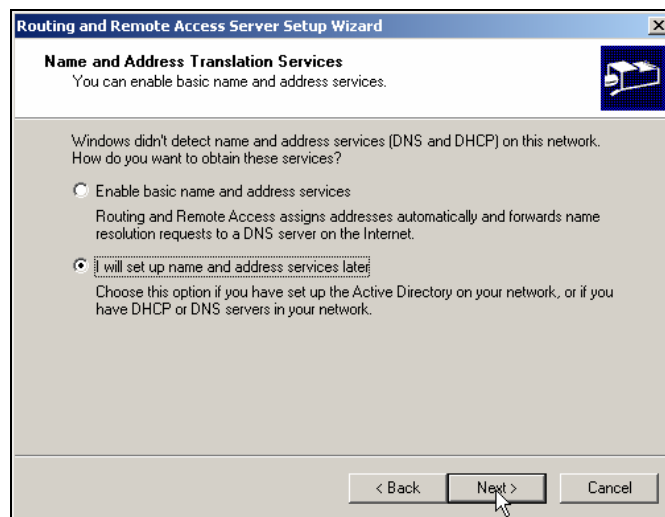 Routing and Remote Access Server Setup Wizard
Name and Address Translation Services
You can enable basic name and address services.
Windows didn't detect name and address services (DNS and DHCP) on this network.
How do you want to obtain these services?
Enable basic name and address services
Routing and Remote Access assigns addresses automatically and forwards name
resolution requests to a DNS server on the Internet.
I will set up name and address services later
Choose this option if you have set up the Active Directory on your network, or if you
have DHCP or DNS servers in your network.
< Back Next > Cancel